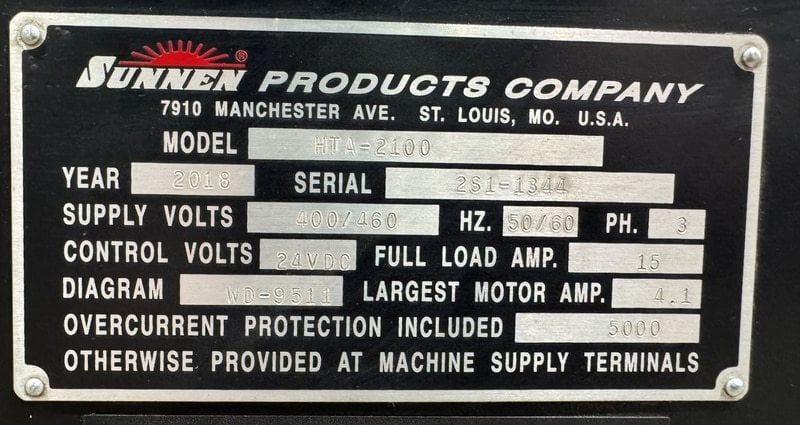 SUNNEN® PRODUCTS COMPANY
7910 MANCHESTER AVE. ST. LOUIS, MO. U.S.A.
MODEL HTA-2100
YEAR 2018 SERIAL 2S1-1344
SUPPLY VOLTS 400/460 HZ. 50/60 PH. 3
CONTROL VOLTS 24VDC FULL LOAD AMP. 15
DIAGRAM WD-9511 LARGEST MOTOR AMP. 4.1
OVERCURRENT PROTECTION INCLUDED 5000
OTHERWISE PROVIDED AT MACHINE SUPPLY TERMINALS